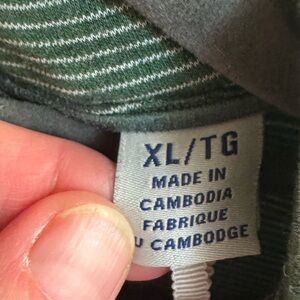 XL/TG
MADE IN
CAMBODIA
FABRIQUE
U CAMBODGE